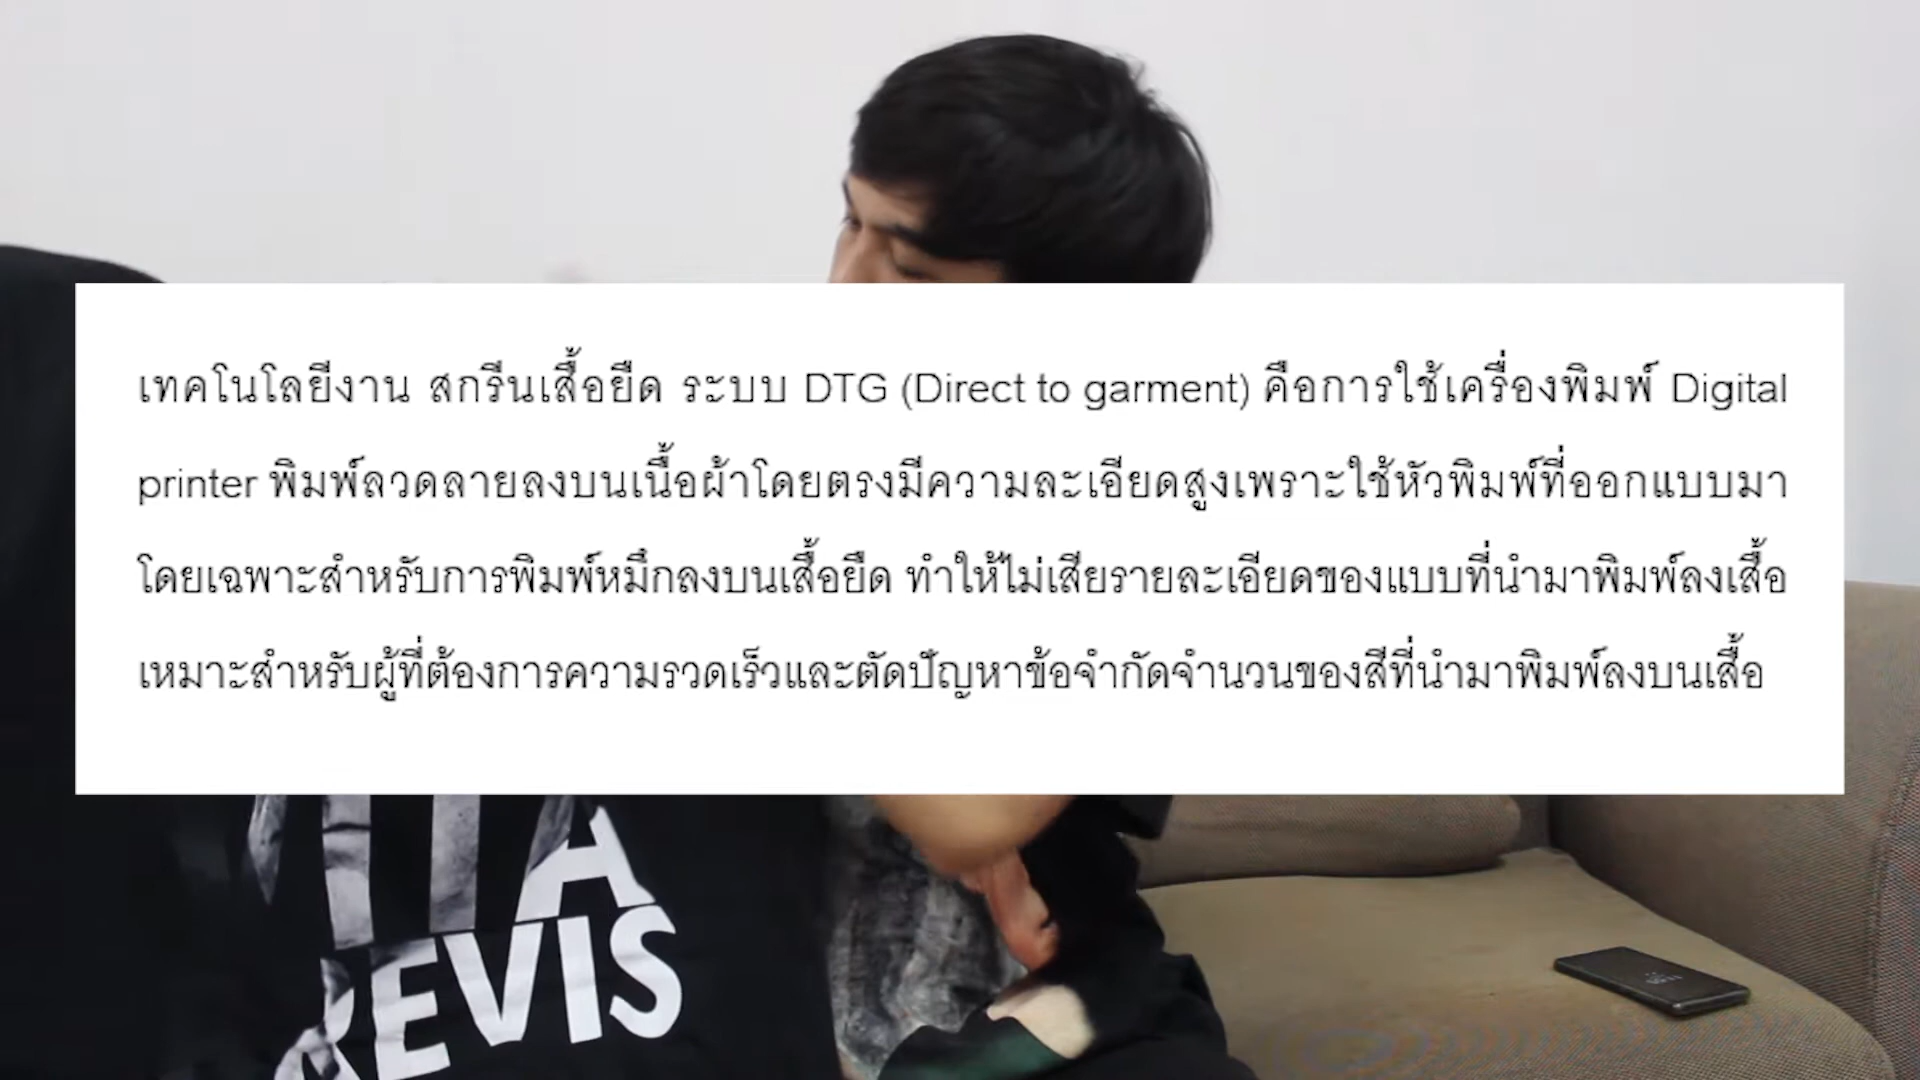 เทคโนโลยีงาน สกรีนเสื้อยืด ระบบ DTG (Direct to garment) คือการใช้เครื่องพิมพ์ Digital
printer พิมพ์ลวดลายลงบนเนื้อผ้าโดยตรงมีความละเอียดสูงเพราะใช้หัวพิมพ์ที่ออกแบบมา
โดยเฉพาะสำหรับการพิมพ์หมึกลงบนเสื้อยืด ทำให้ไม่เสียรายละเอียดของแบบที่นำมาพิมพ์ลงเสื้อ
เหมาะสำหรับผู้ที่ต้องการความรวดเร็วและตัดปัญหาข้อจำกัดจำนวนของสีที่นำมาพิมพ์ลงบนเสื้อ
REVIS